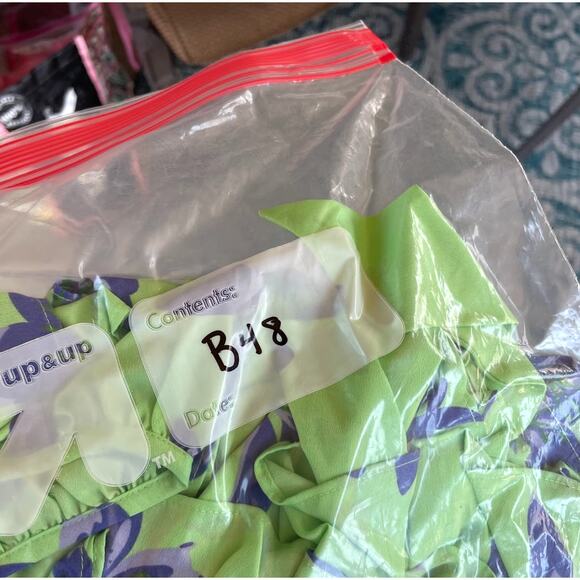 Contents:
B48
up&up
Date:
TM